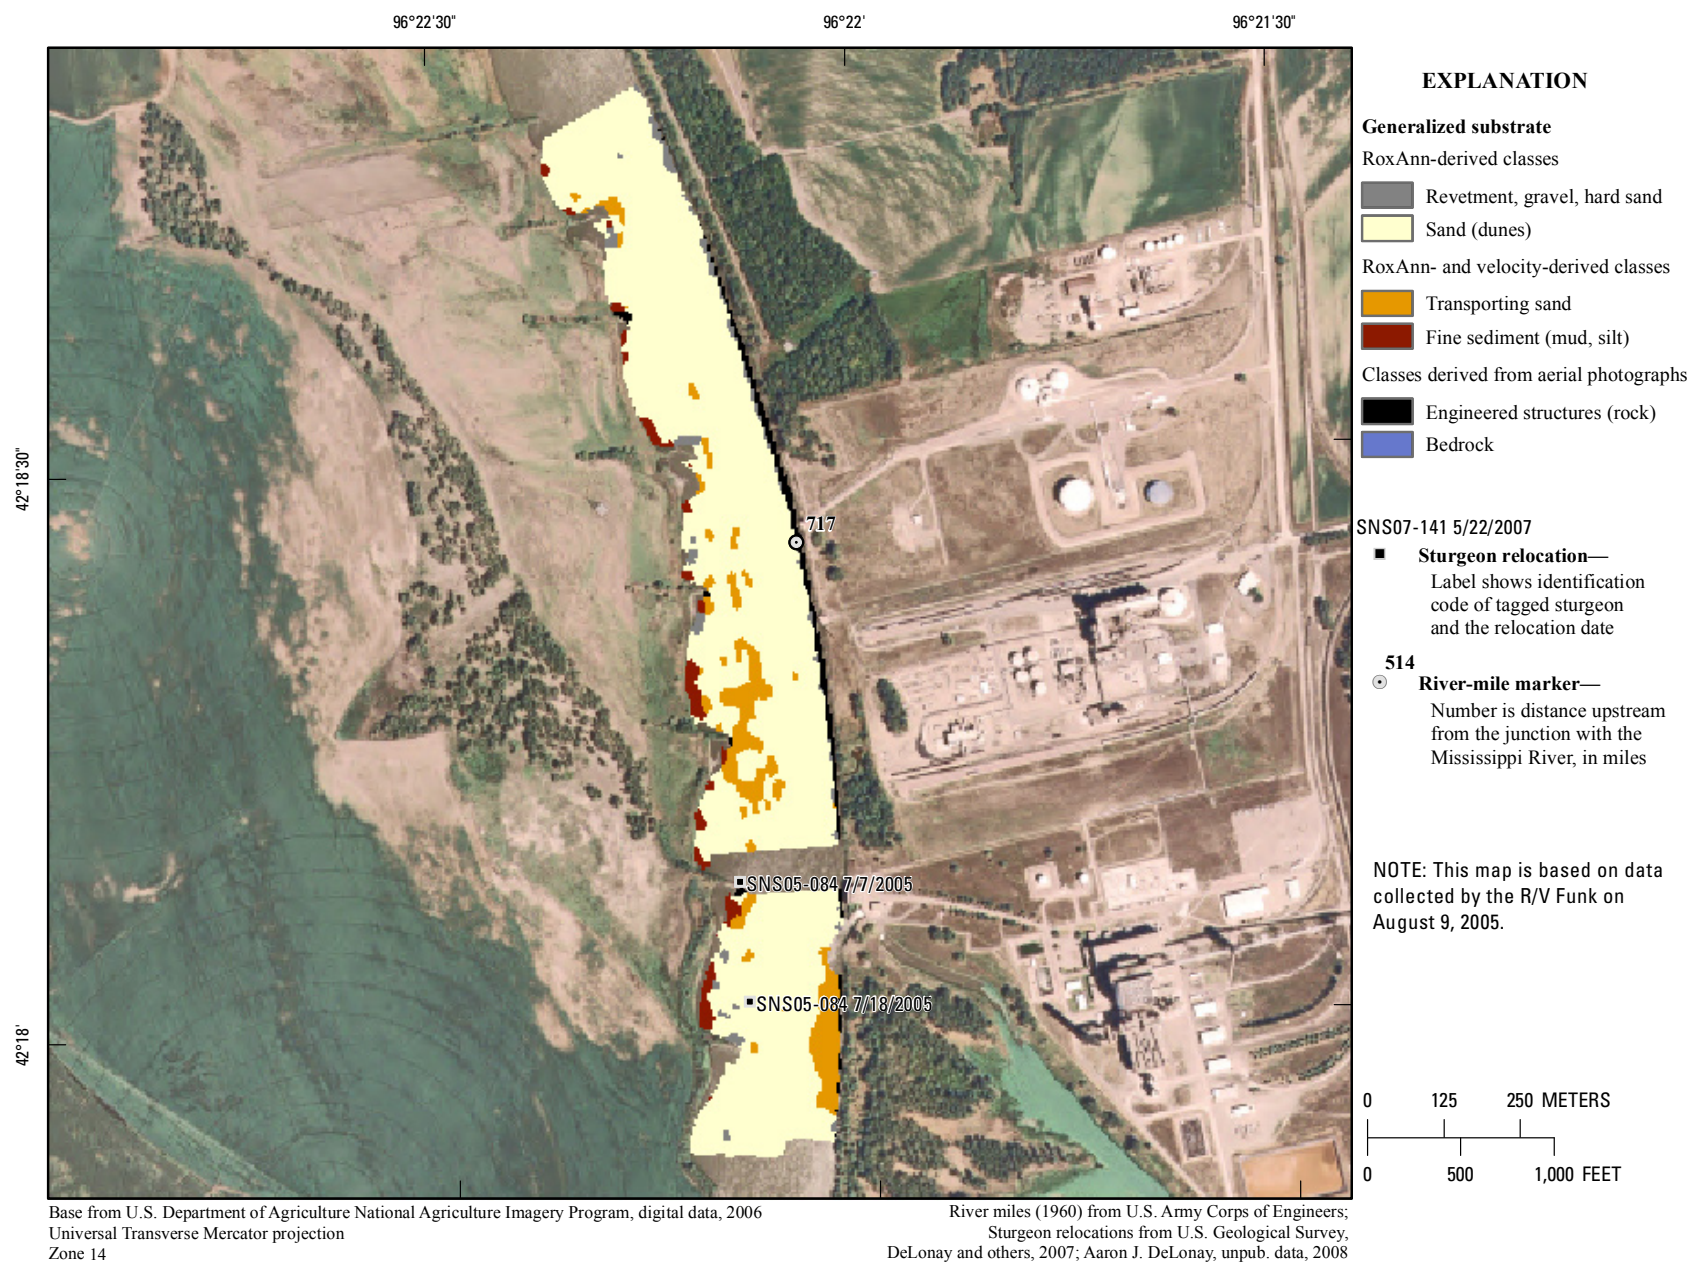 96°22'30"
96°22'
96°21'30"
42°18'30"
42°18'
717
SNS05-084 7/7/2005
SNS05-084 7/18/2005
EXPLANATION
Generalized substrate
RoxAnn-derived classes
Revetment, gravel, hard sand
Sand (dunes)
RoxAnn- and velocity-derived classes
Transporting sand
Fine sediment (mud, silt)
Classes derived from aerial photographs
Engineered structures (rock)
Bedrock
SNS07-141 5/22/2007
Sturgeon relocation—
Label shows identification
code of tagged sturgeon
and the relocation date
514
River-mile marker—
Number is distance upstream
from the junction with the
Mississippi River, in miles
NOTE: This map is based on data
collected by the R/V Funk on
August 9, 2005.
0 125 250 METERS
0 500 1,000 FEET
Base from U.S. Department of Agriculture National Agriculture Imagery Program, digital data, 2006
Universal Transverse Mercator projection
Zone 14
River miles (1960) from U.S. Army Corps of Engineers;
Sturgeon relocations from U.S. Geological Survey,
DeLonay and others, 2007; Aaron J. DeLonay, unpub. data, 2008